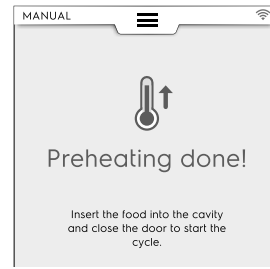 MANUAL
Preheating done!
Insert the food into the cavity
and close the door to start the
cycle.